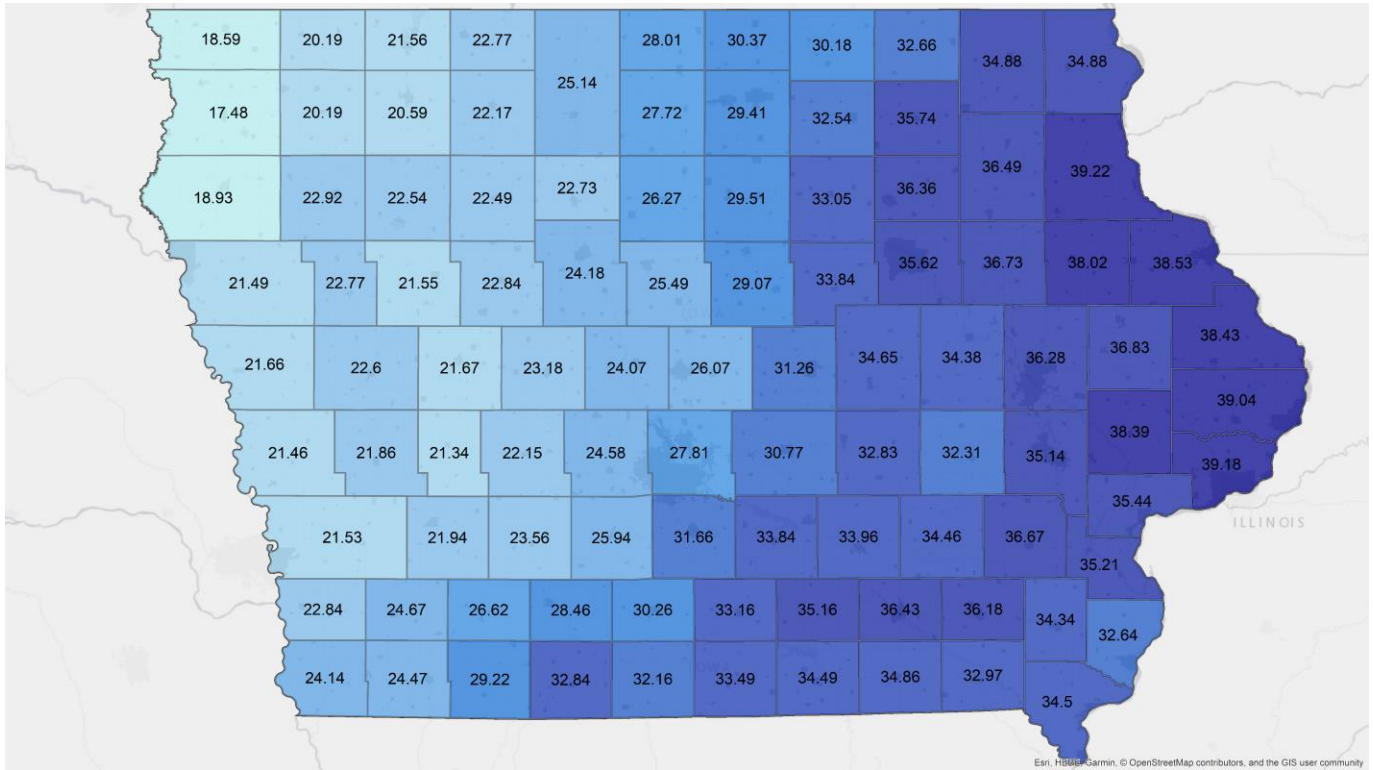 18.59 20.19 21.56 22.77 25.14 28.01 30.37 30.18 32.66 34.88 34.88
17.48 20.19 20.59 22.17 27.72 29.41 32.54 35.74
18.93 22.92 22.54 22.49 22.73 26.27 29.51 33.05 36.36 36.49 39.22
21.49 22.77 21.55 22.84 24.18 25.49 29.07 33.84 35.62 36.73 38.02 38.53
21.66 22.6 21.67 23.18 24.07 26.07 31.26 34.65 34.38 36.28 36.83 38.43
39.04
21.46 21.86 21.34 22.15 24.58 27.81 30.77 32.83 32.31 35.14 38.39 39.18
35.44
ILLINOIS
21.53 21.94 23.56 25.94 31.66 33.84 33.96 34.46 36.67 35.21
22.84 24.67 26.62 28.46 30.26 33.16 35.16 36.43 36.18 34.34 32.64
24.14 24.47 29.22 32.84 32.16 33.49 34.49 34.86 32.97 34.5
Esri, Garmin, © OpenStreetMap contributors, and the GIS user community